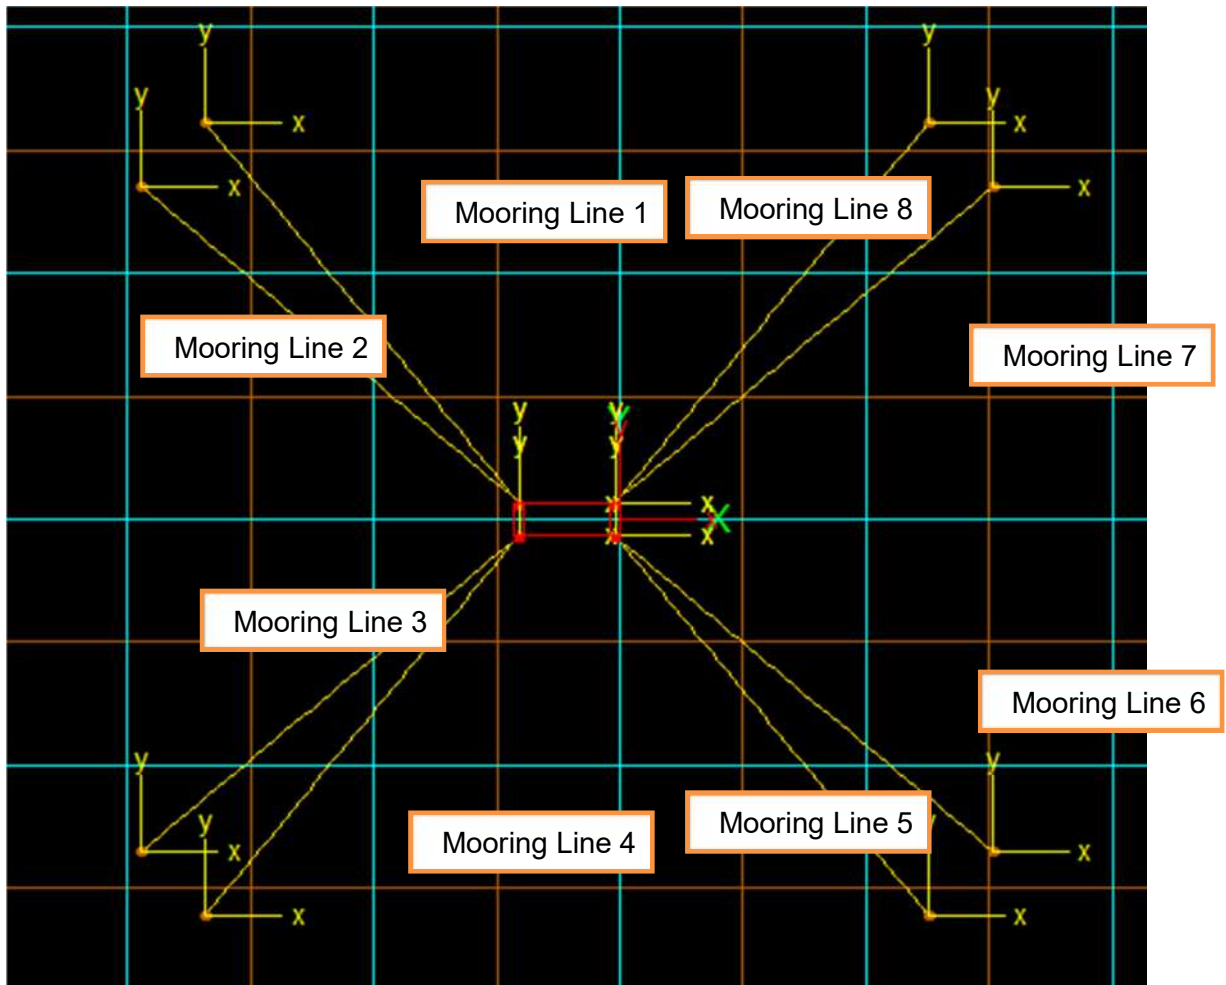 y
y
y
y
x
x
x
x
Mooring Line 1
Mooring Line 8
Mooring Line 2
Mooring Line 7
y
y
y
y
x
x
X
x
x
Mooring Line 3
Mooring Line 6
Mooring Line 4
Mooring Line 5
y
y
y
x
x
x
x